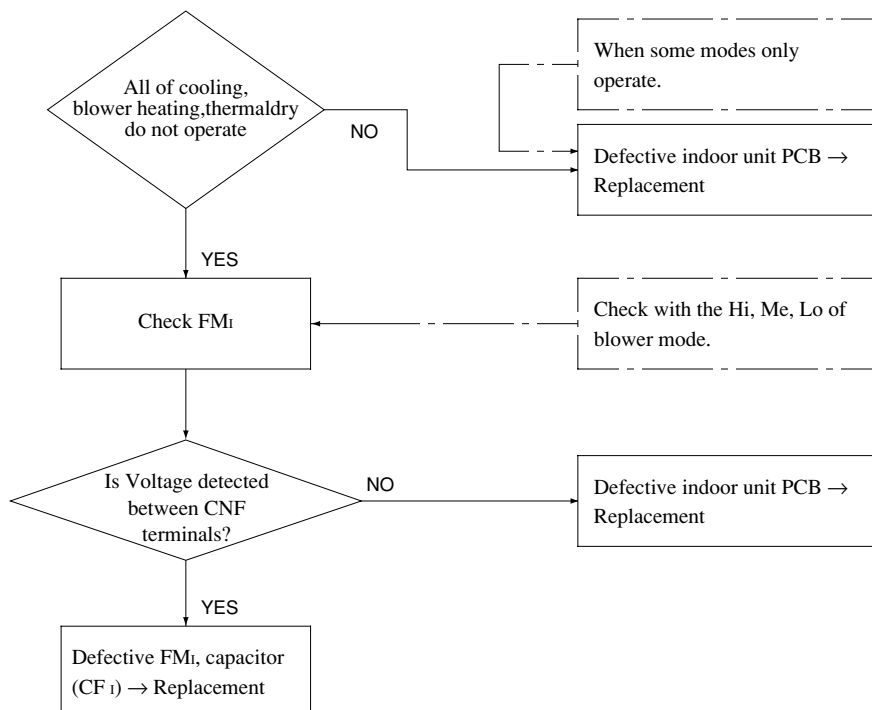 All of cooling,
blower heating,thermaldry
do not operate
NO
When some modes only
operate.
Defective indoor unit PCB →
Replacement
YES
Check FMI
Check with the Hi, Me, Lo of
blower mode.
Is Voltage detected
between CNF
terminals?
NO
Defective indoor unit PCB →
Replacement
YES
Defective FMI, capacitor
(CF I) → Replacement